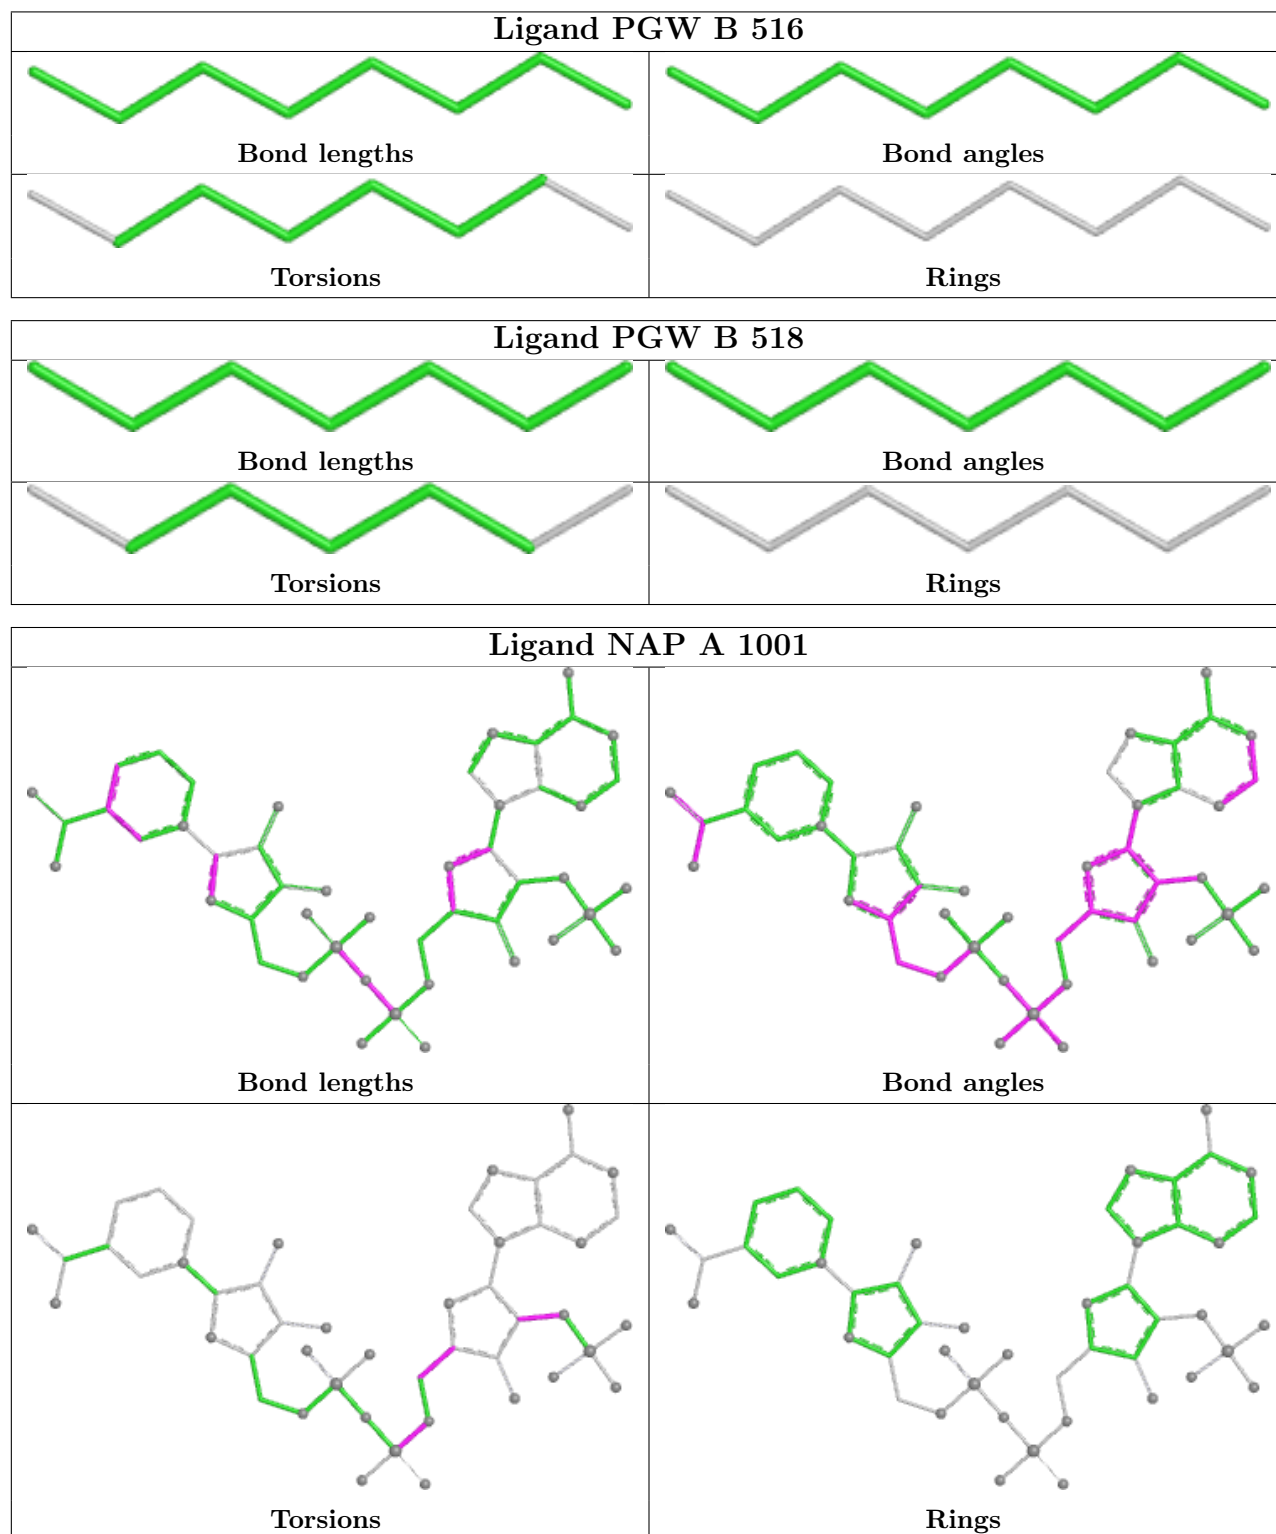 Ligand PGW B 516
Bond lengths
Bond angles
Torsions
Rings
Ligand PGW B 518
Bond lengths
Bond angles
Torsions
Rings
Ligand NAP A 1001
Bond lengths
Bond angles
Torsions
Rings